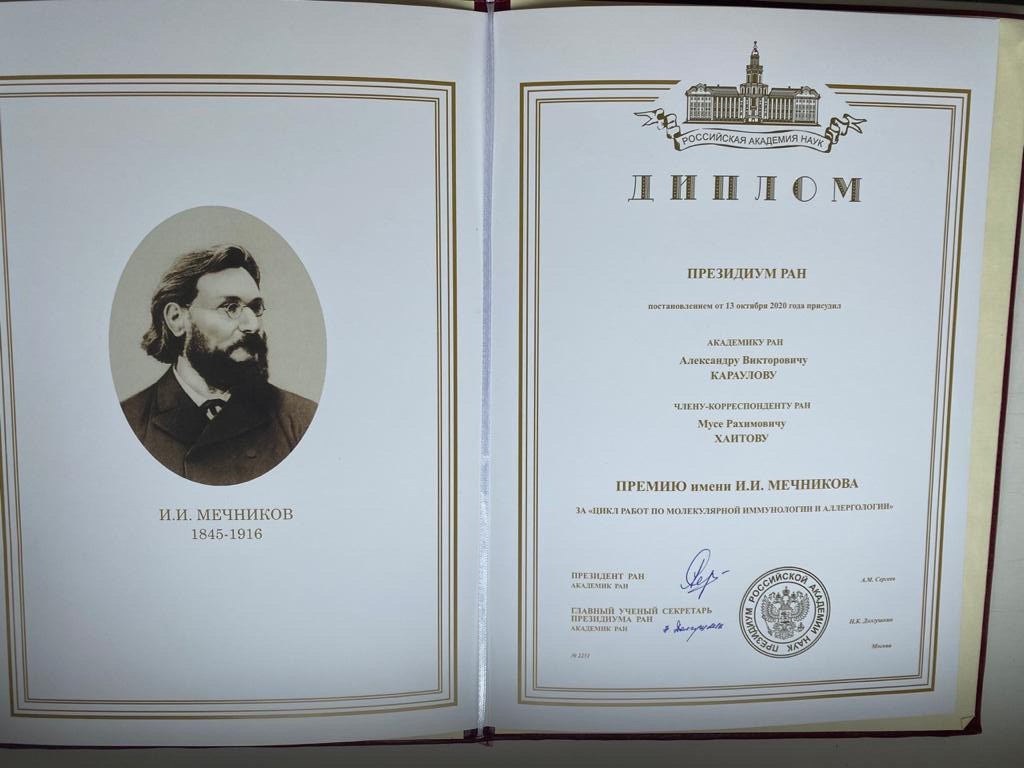 И.И. МЕЧНИКОВ
1845-1916
РОССИЙСКАЯ АКАДЕМИЯ НАУК
ДИПЛОМ
ПРЕЗИДИУМ РАН
постановлением от 13 октября 2020 года присудил
АКАДЕМИКУ РАН
Александру Викторовичу
КАРАУЛОВУ
ЧЛЕНУ-КОРРЕСПОНДЕНТУ РАН
Мусе Рахимовичу
ХАИТОВУ
ПРЕМИЮ имени И.И. МЕЧНИКОВА
ЗА «ЦИКЛ РАБОТ ПО МОЛЕКУЛЯРНОЙ ИММУНОЛОГИИ И АЛЛЕРГОЛОГИИ»
ПРЕЗИДЕНТ РАН
АКАДЕМИК РАН
А.М. Сергеев
ГЛАВНЫЙ УЧЕНЫЙ СЕКРЕТАРЬ
ПРЕЗИДИУМА РАН
АКАДЕМИК РАН
Н.К. Долгушкин
ПРЕЗИДИУМ РОССИЙСКОЙ АКАДЕМИИ НАУК
Москва
№ 2251